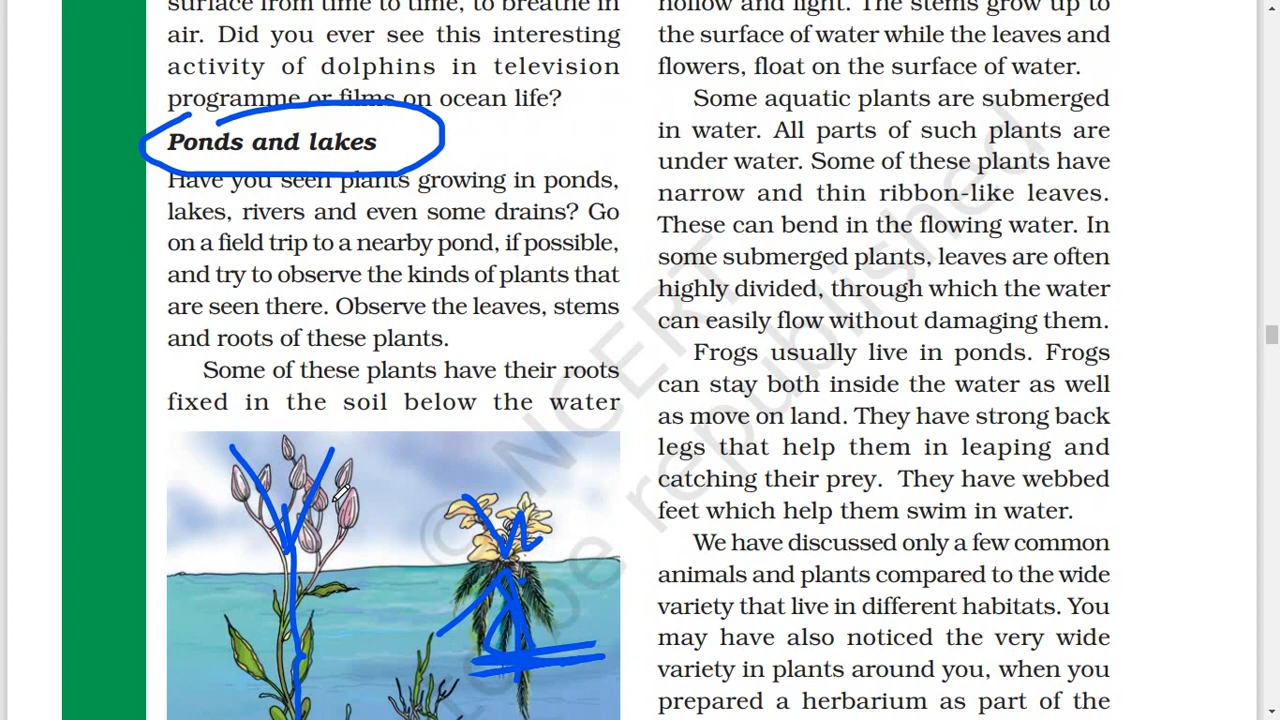 surface from time to time, to breathe in
air. Did you ever see this interesting
activity of dolphins in television
programme or films on ocean life?
Ponds and lakes
Have you seen plants growing in ponds,
lakes, rivers and even some drains? Go
on a field trip to a nearby pond, if possible,
and try to observe the kinds of plants that
are seen there. Observe the leaves, stems
and roots of these plants.
Some of these plants have their roots
fixed in the soil below the water
hollow and light. The stems grow up to
the surface of water while the leaves and
flowers, float on the surface of water.
Some aquatic plants are submerged
in water. All parts of such plants are
under water. Some of these plants have
narrow and thin ribbon-like leaves.
These can bend in the flowing water. In
some submerged plants, leaves are often
highly divided, through which the water
can easily flow without damaging them.
Frogs usually live in ponds. Frogs
can stay both inside the water as well
as move on land. They have strong back
legs that help them in leaping and
catching their prey. They have webbed
feet which help them swim in water.
We have discussed only a few common
animals and plants compared to the wide
variety that live in different habitats. You
may have also noticed the very wide
variety in plants around you, when you
prepared a herbarium as part of the
© NCERT
to be republished